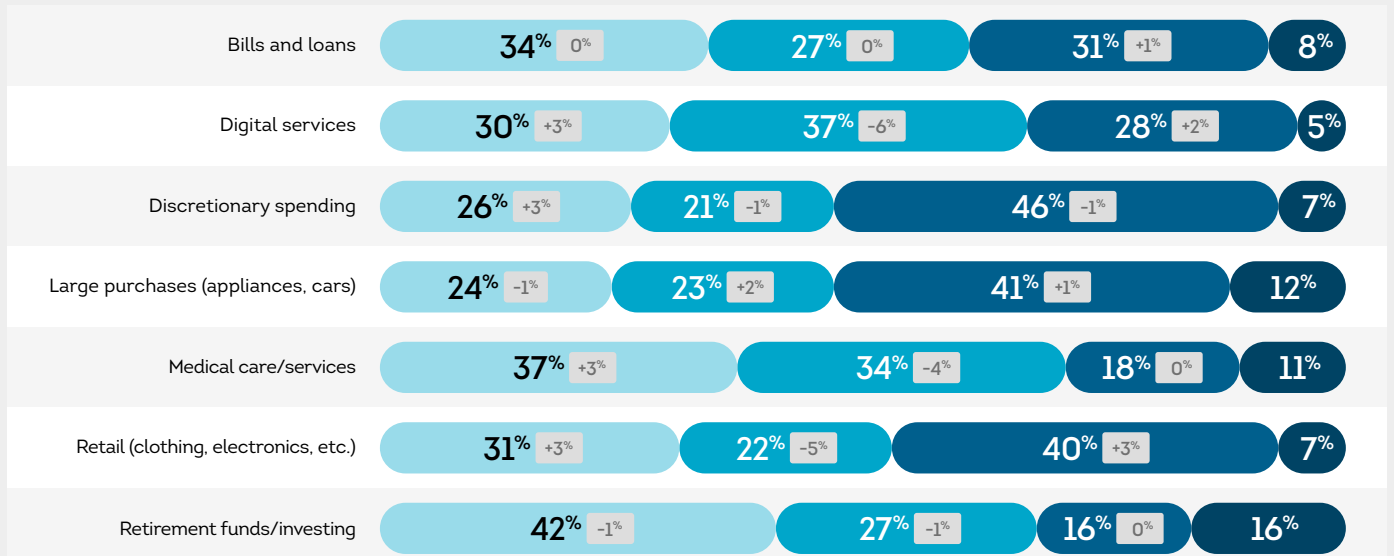 Bills and loans 34% 0% 27% 0% 31% +1% 8%
Digital services 30% +3% 37% -6% 28% +2% 5%
Discretionary spending 26% +3% 21% -1% 46% -1% 7%
Large purchases (appliances, cars) 24% -1% 23% +2% 41% +1% 12%
Medical care/services 37% +3% 34% -4% 18% 0% 11%
Retail (clothing, electronics, etc.) 31% +3% 22% -5% 40% +3% 7%
Retirement funds/investing 42% -1% 27% -1% 16% 0% 16%